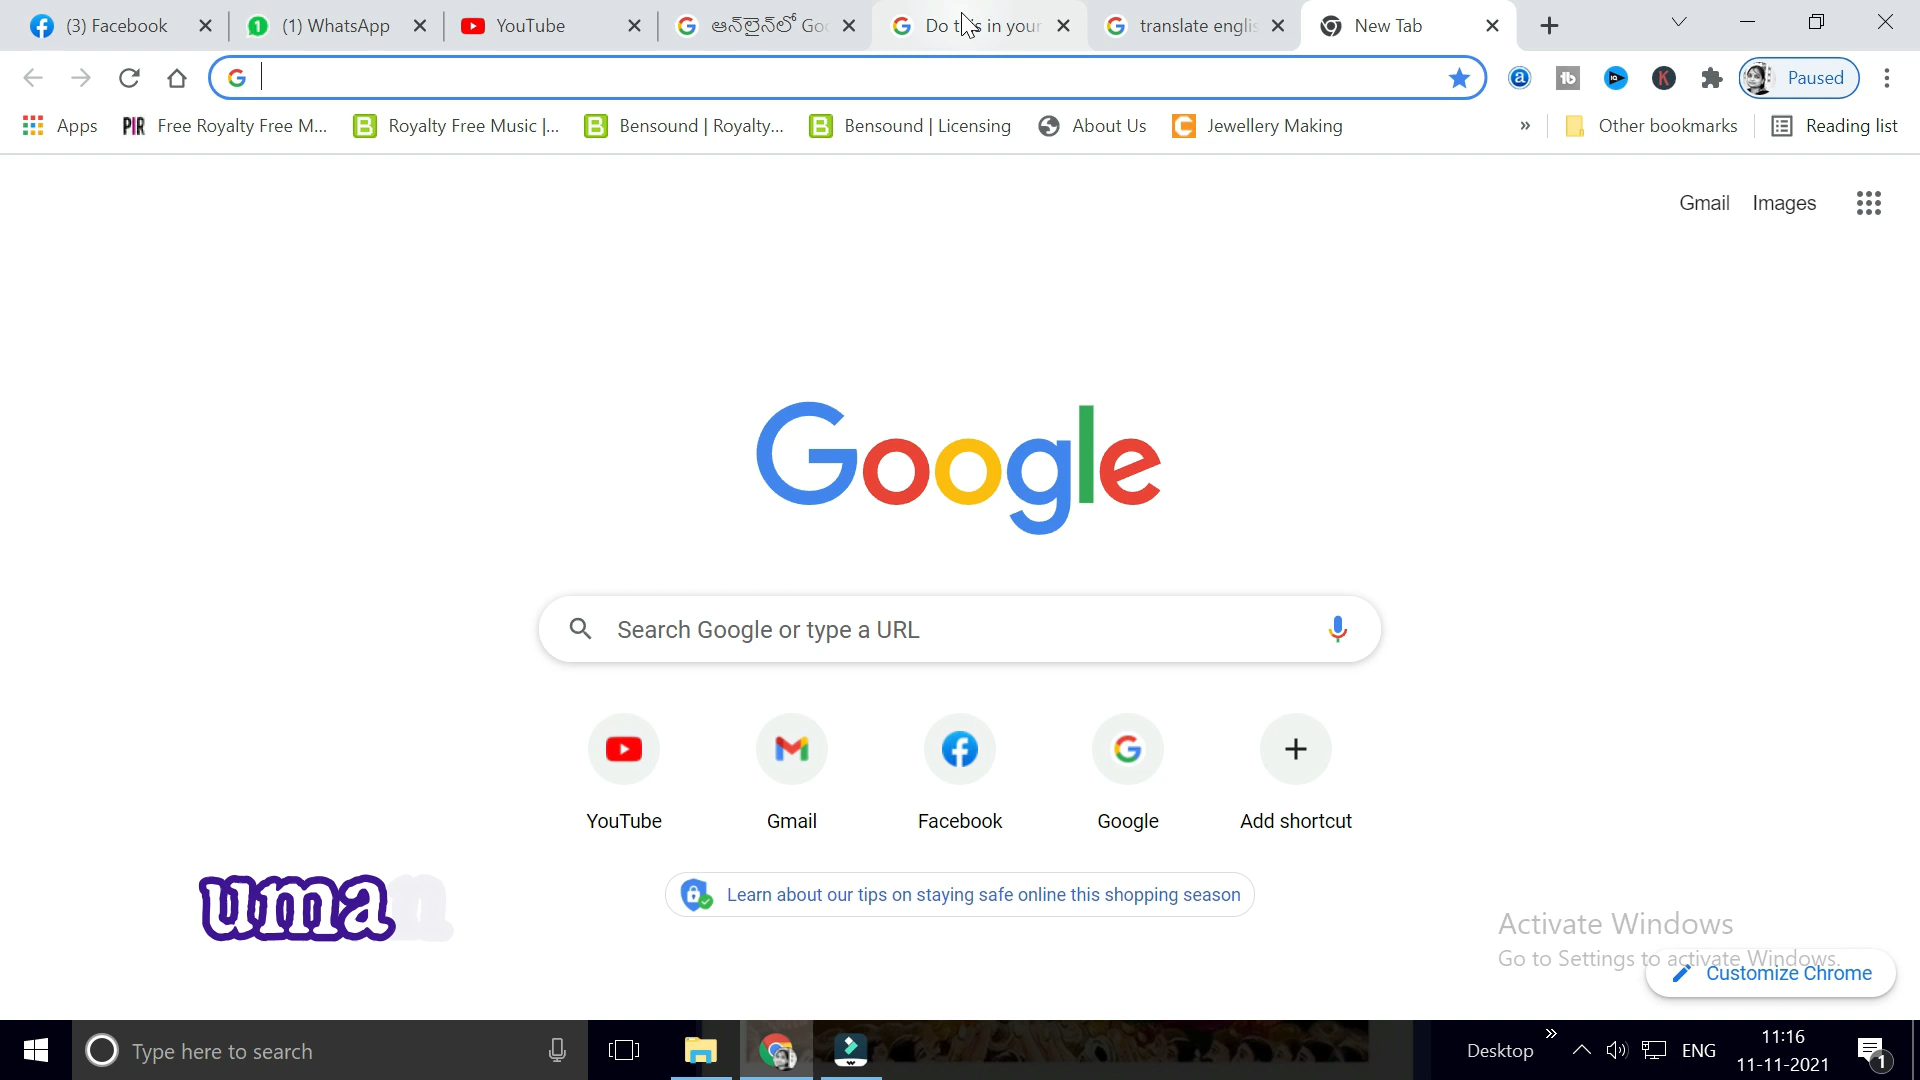 (3) Facebook
(1) WhatsApp
YouTube
ఆన్‌లైన్‌లో Goo
Do this in your
translate englis
New Tab
Paused
Apps
PIR Free Royalty Free M...
Royalty Free Music |...
Bensound | Royalty...
Bensound | Licensing
About Us
Jewellery Making
»
Other bookmarks
Reading list
Gmail
Images
Google
Search Google or type a URL
YouTube
Gmail
Facebook
Google
Add shortcut
Learn about our tips on staying safe online this shopping season
uman
Activate Windows
Go to Settings to activate Windows.
Customize Chrome
Type here to search
Desktop
ENG
11:16
11-11-2021
1